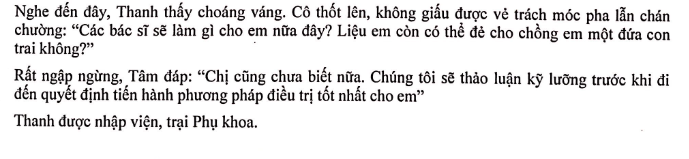 Nghe đến đây, Thanh thấy choáng váng. Cô thốt lên, không giấu được vẻ trách móc pha lẫn chán
chường: “Các bác sĩ sẽ làm gì cho em nữa đây? Liệu em còn có thể đẻ cho chồng em một đứa con
trai không?”
Rất ngập ngừng, Tâm đáp: “Chị cũng chưa biết nữa. Chúng tôi sẽ thảo luận kỹ lưỡng trước khi đi
đến quyết định tiến hành phương pháp điều trị tốt nhất cho em”
Thanh được nhập viện, trại Phụ khoa.